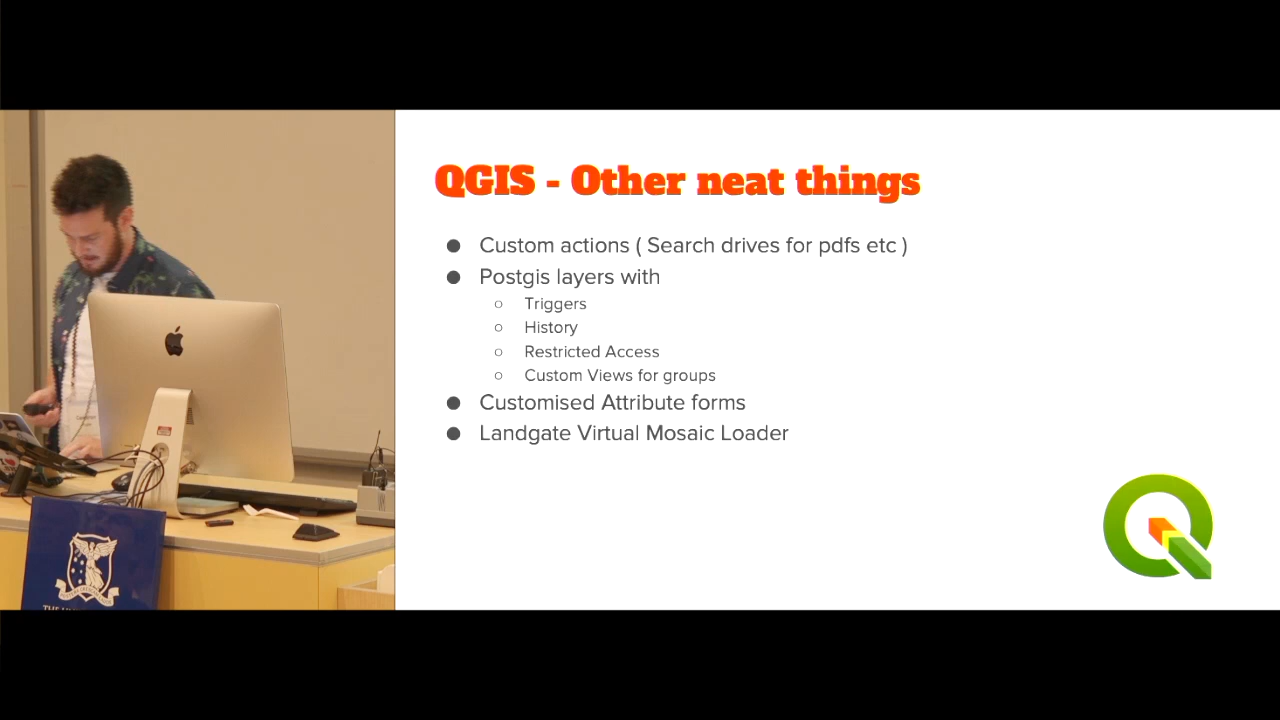 QGIS - Other neat things
● Custom actions ( Search drives for pdfs etc )
● Postgis layers with
○ Triggers
○ History
○ Restricted Access
○ Custom Views for groups
● Customised Attribute forms
● Landgate Virtual Mosaic Loader